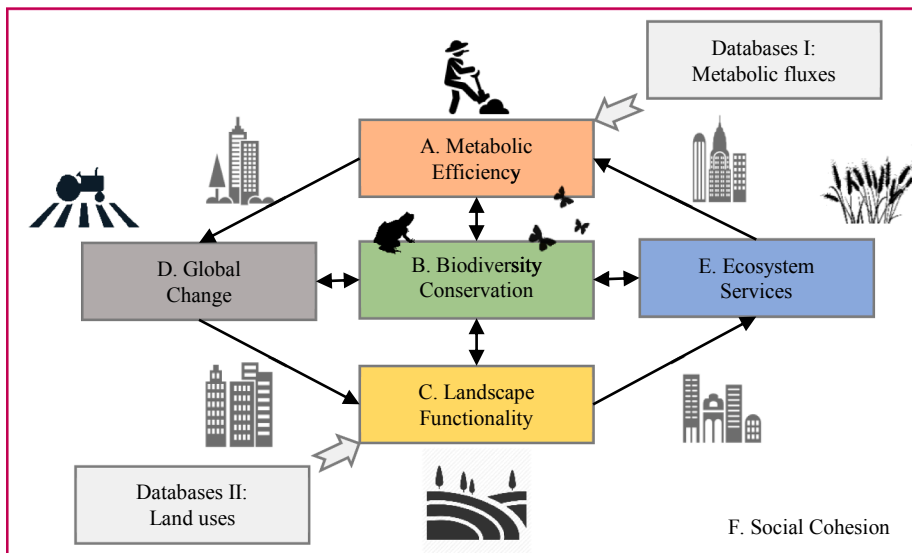 Databases I:
Metabolic fluxes
A. Metabolic
Efficiency
D. Global
Change
B. Biodiversity
Conservation
E. Ecosystem
Services
C. Landscape
Functionality
Databases II:
Land uses
F. Social Cohesion